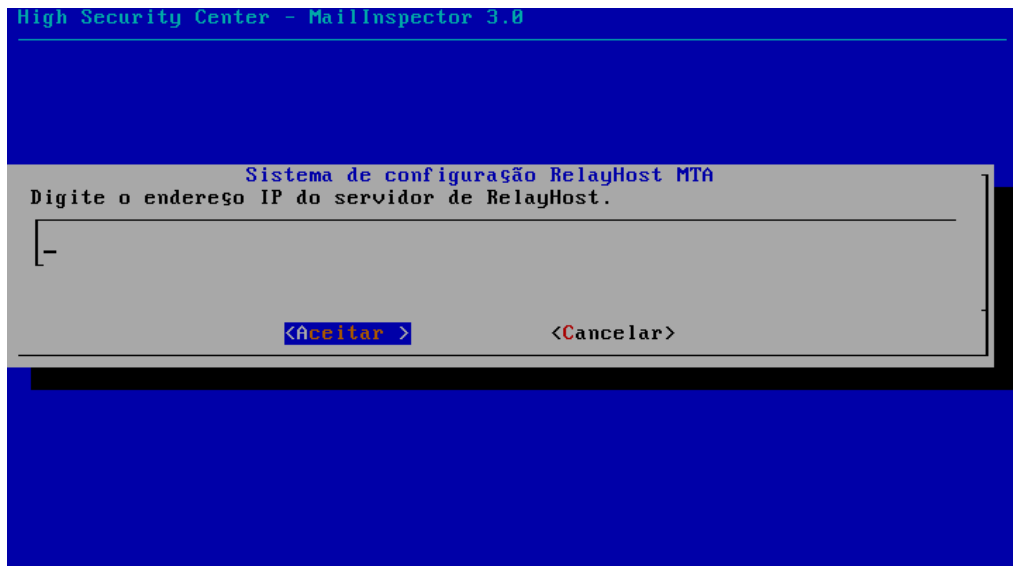 High Security Center - MailInspector 3.0
Sistema de configuração RelayHost MTA
Digite o endereço IP do servidor de RelayHost.
<Aceitar > <Cancelar>